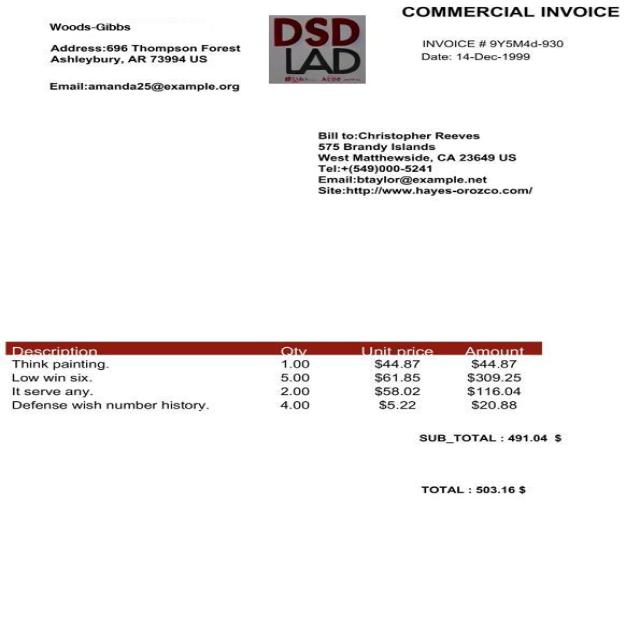 COMMERCIAL INVOICE
Woods-Gibbs
Address:696 Thompson Forest
Ashleybury, AR 73994 US
Email:amanda25@example.org
DSD
LAD
INVOICE # 9Y5M4d-930
Date: 14-Dec-1999
Bill to:Christopher Reeves
575 Brandy Islands
West Matthewside, CA 23649 US
Tel:+(549)000-5241
Email:btaylor@example.net
Site:http://www.hayes-orozco.com/
Description Qty Unit price Amount
Think painting. 1.00 $44.87 $44.87
Low win six. 5.00 $61.85 $309.25
It serve any. 2.00 $58.02 $116.04
Defense wish number history. 4.00 $5.22 $20.88
SUB_TOTAL : 491.04 $
TOTAL : 503.16 $